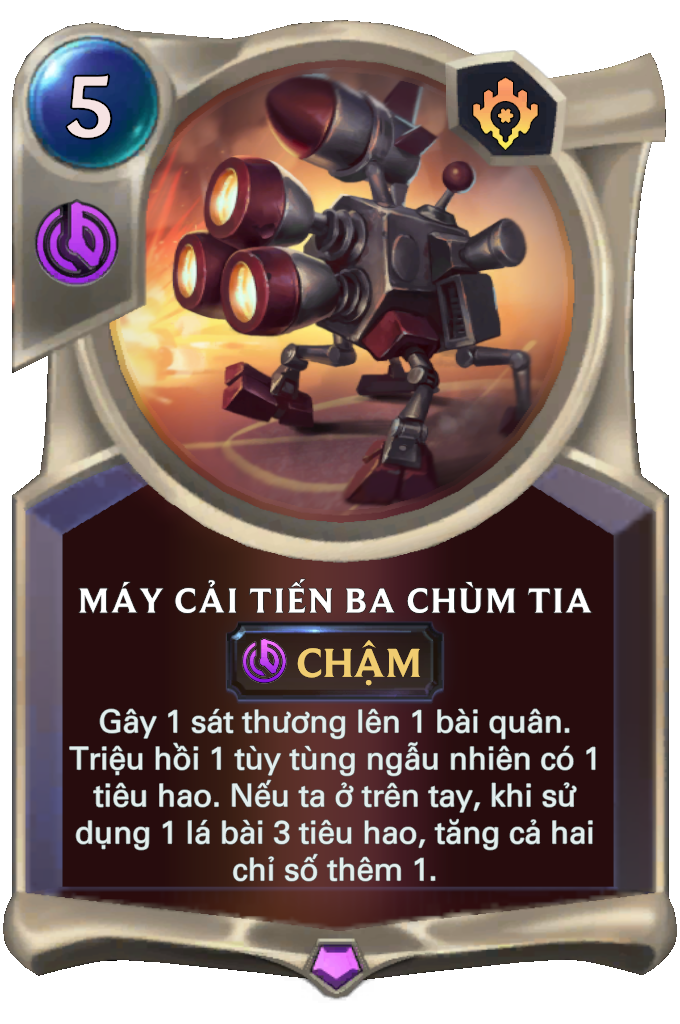 5
MÁY CẢI TIẾN BA CHÙM TIA
CHẬM
Gây 1 sát thương lên 1 bài quân.
Triệu hồi 1 tùy tùng ngẫu nhiên có 1
tiêu hao. Nếu ta ở trên tay, khi sử
dụng 1 lá bài 3 tiêu hao, tăng cả hai
chỉ số thêm 1.